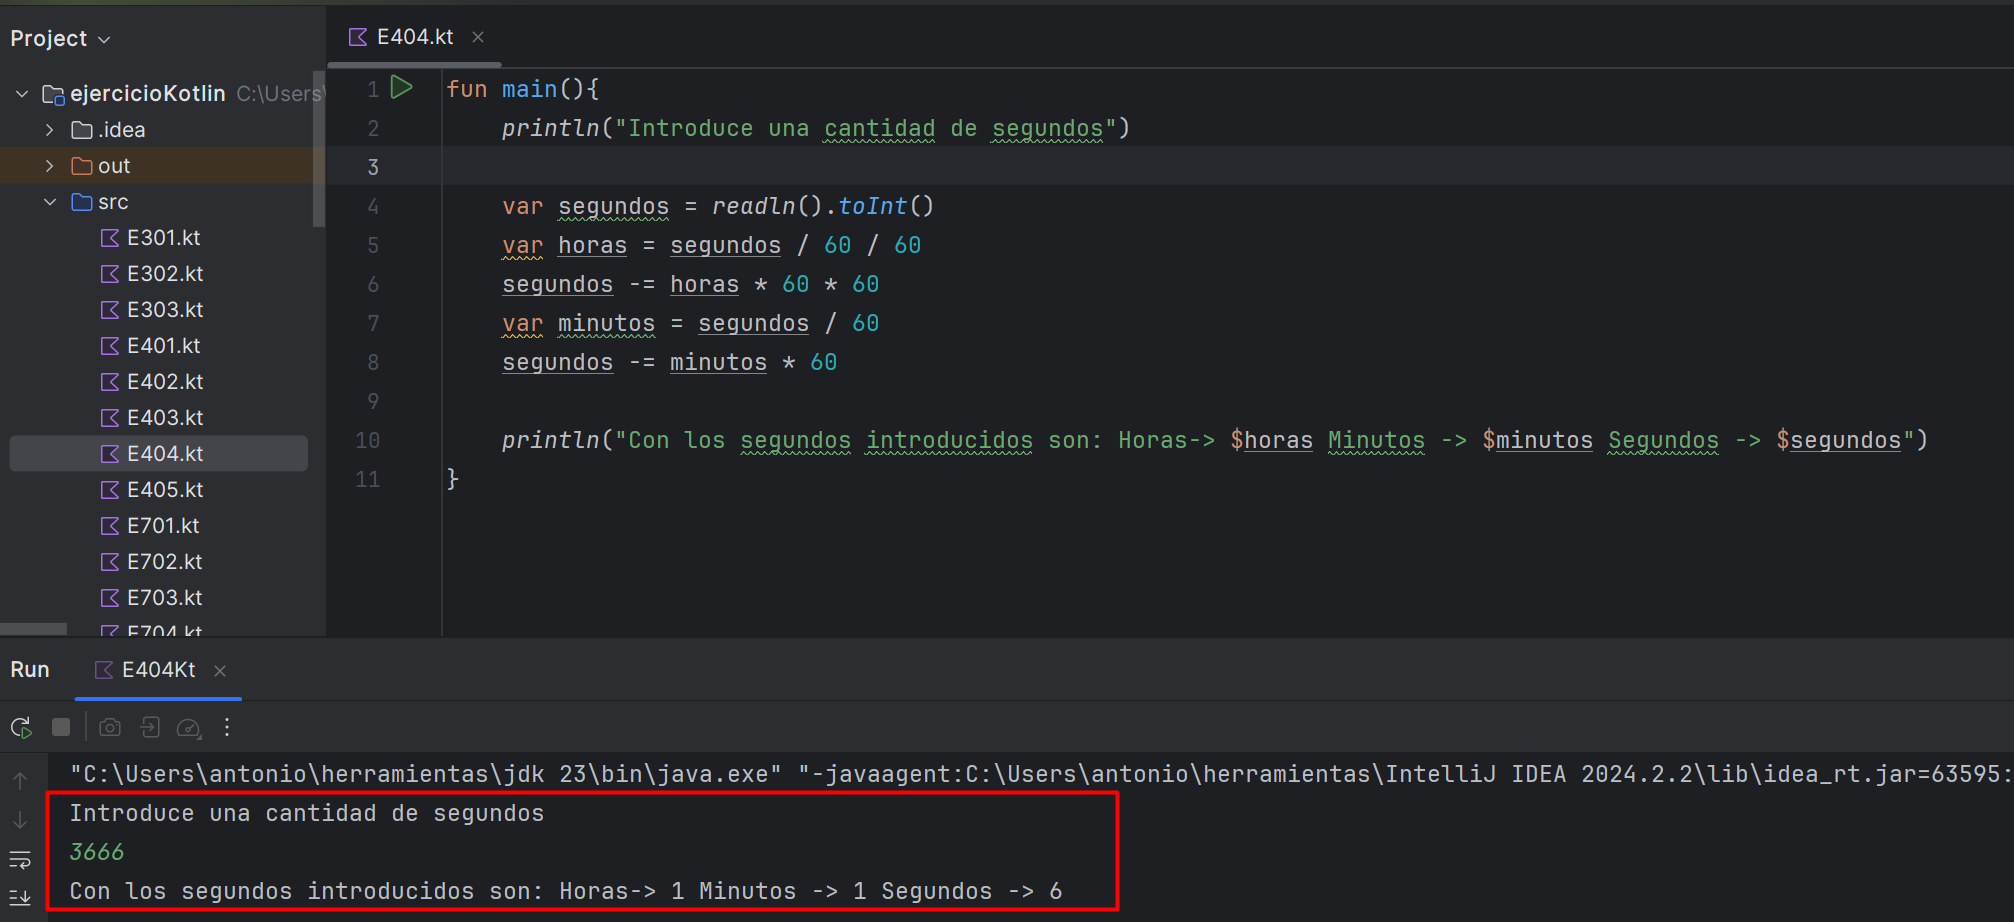 Project
E404.kt
ejercicioKotlin C:\Users\
.idea
out
src
E301.kt
E302.kt
E303.kt
E401.kt
E402.kt
E403.kt
E404.kt
E405.kt
E701.kt
E702.kt
E703.kt
E704.kt
1 fun main(){
2 println("Introduce una cantidad de segundos")
3
4 var segundos = readln().toInt()
5 var horas = segundos / 60 / 60
6 segundos -= horas * 60 * 60
7 var minutos = segundos / 60
8 segundos -= minutos * 60
9
10 println("Con los segundos introducidos son: Horas-> $horas Minutos -> $minutos Segundos -> $segundos")
11 }
Run E404Kt
"C:\Users\antonio\herramientas\jdk 23\bin\java.exe" "-javaagent:C:\Users\antonio\herramientas\IntelliJ IDEA 2024.2.2\lib\idea_rt.jar=63595:
Introduce una cantidad de segundos
3666
Con los segundos introducidos son: Horas-> 1 Minutos -> 1 Segundos -> 6